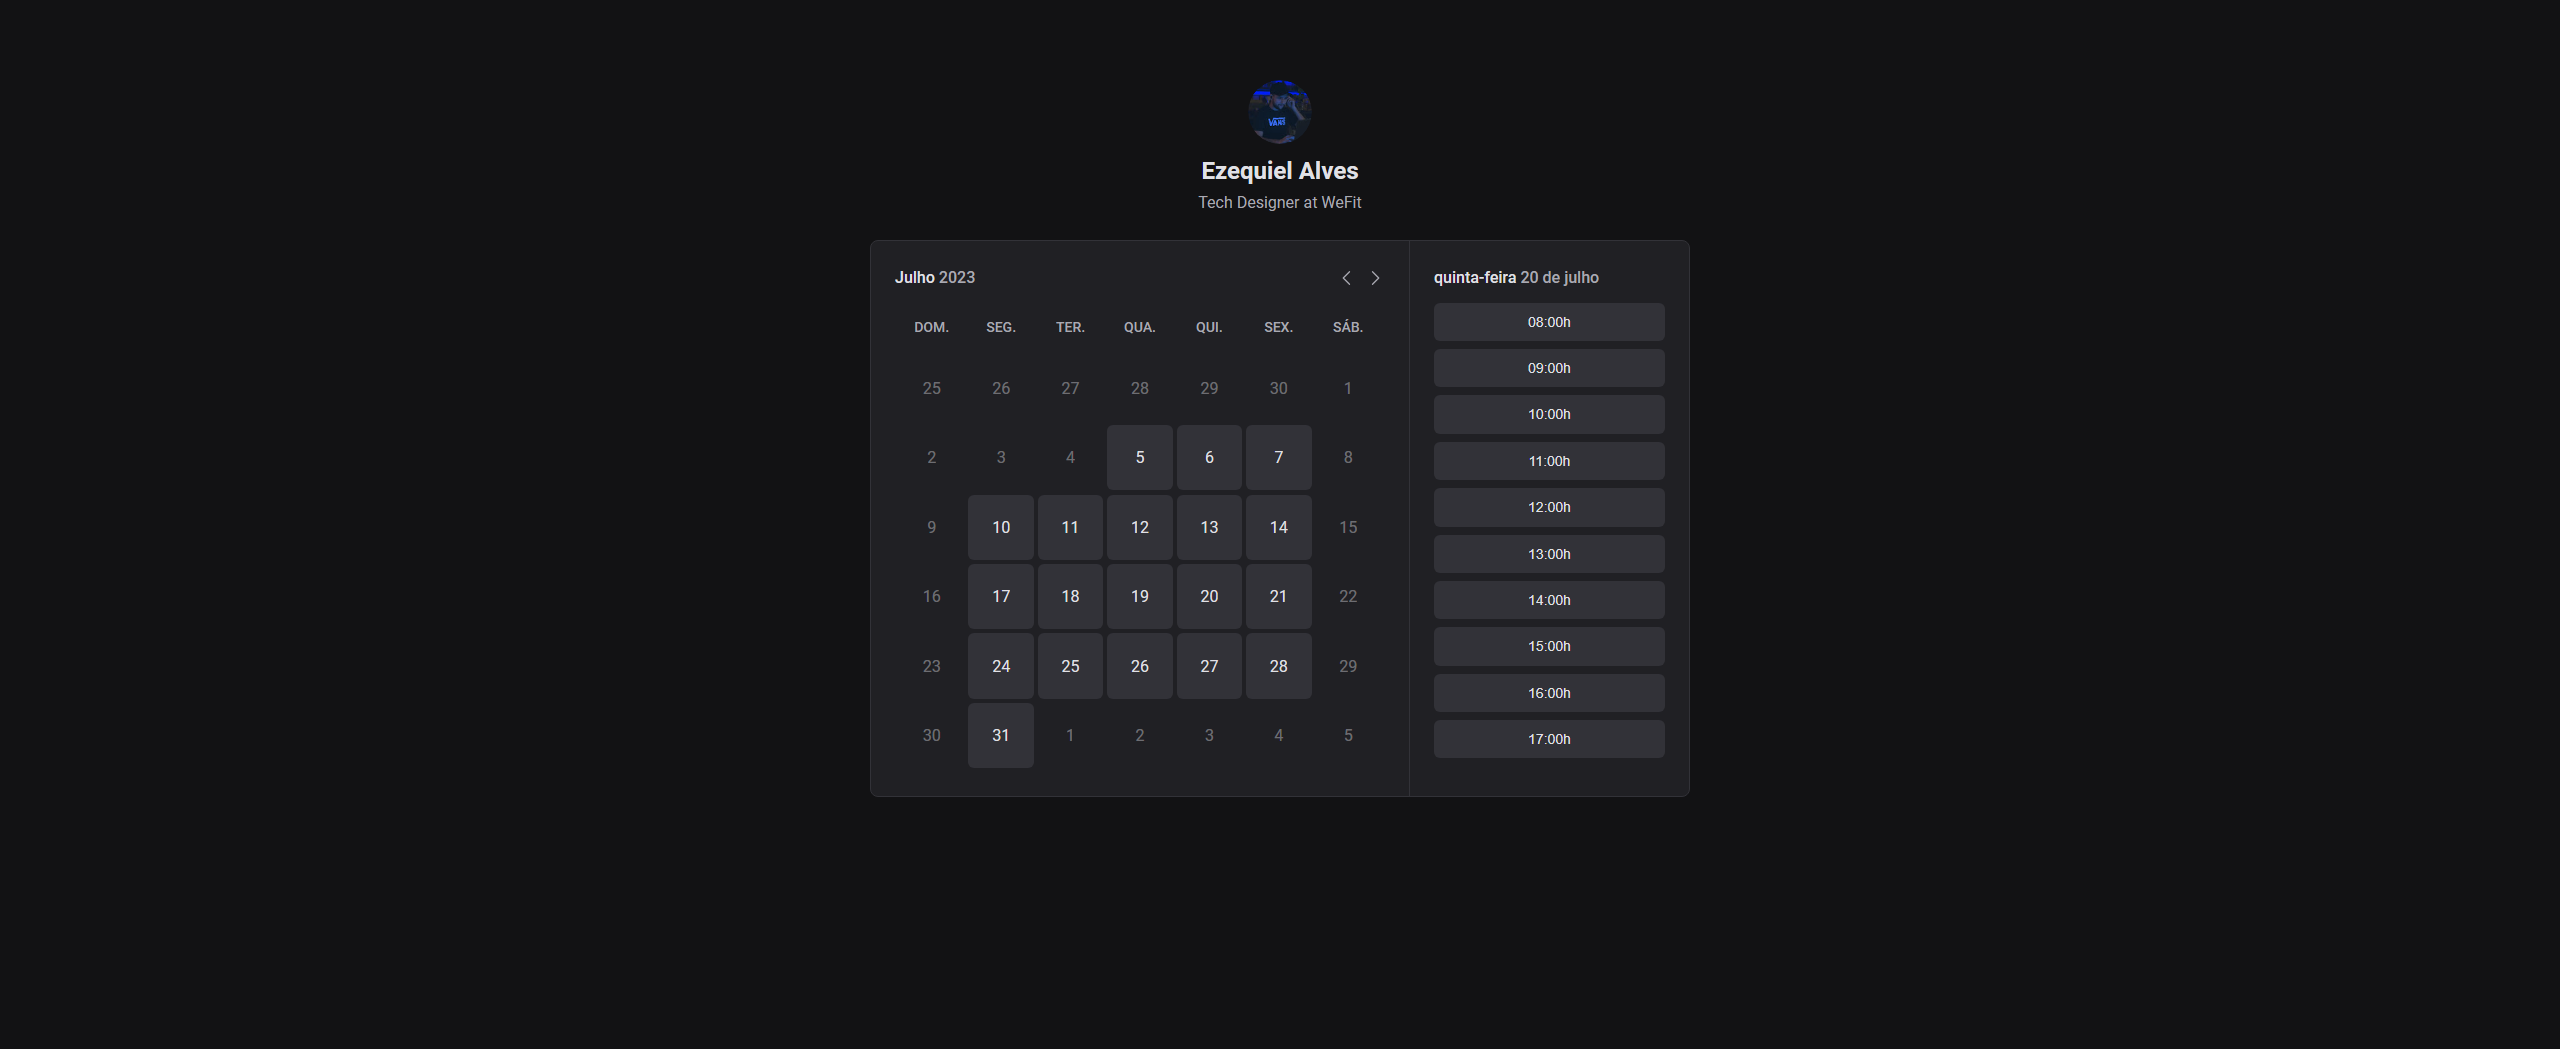 VANS
Ezequiel Alves
Tech Designer at WeFit
Julho 2023
DOM. SEG. TER. QUA. QUI. SEX. SÁB.
25 26 27 28 29 30 1
2 3 4 5 6 7 8
9 10 11 12 13 14 15
16 17 18 19 20 21 22
23 24 25 26 27 28 29
30 31 1 2 3 4 5
quinta-feira 20 de julho
08:00h
09:00h
10:00h
11:00h
12:00h
13:00h
14:00h
15:00h
16:00h
17:00h